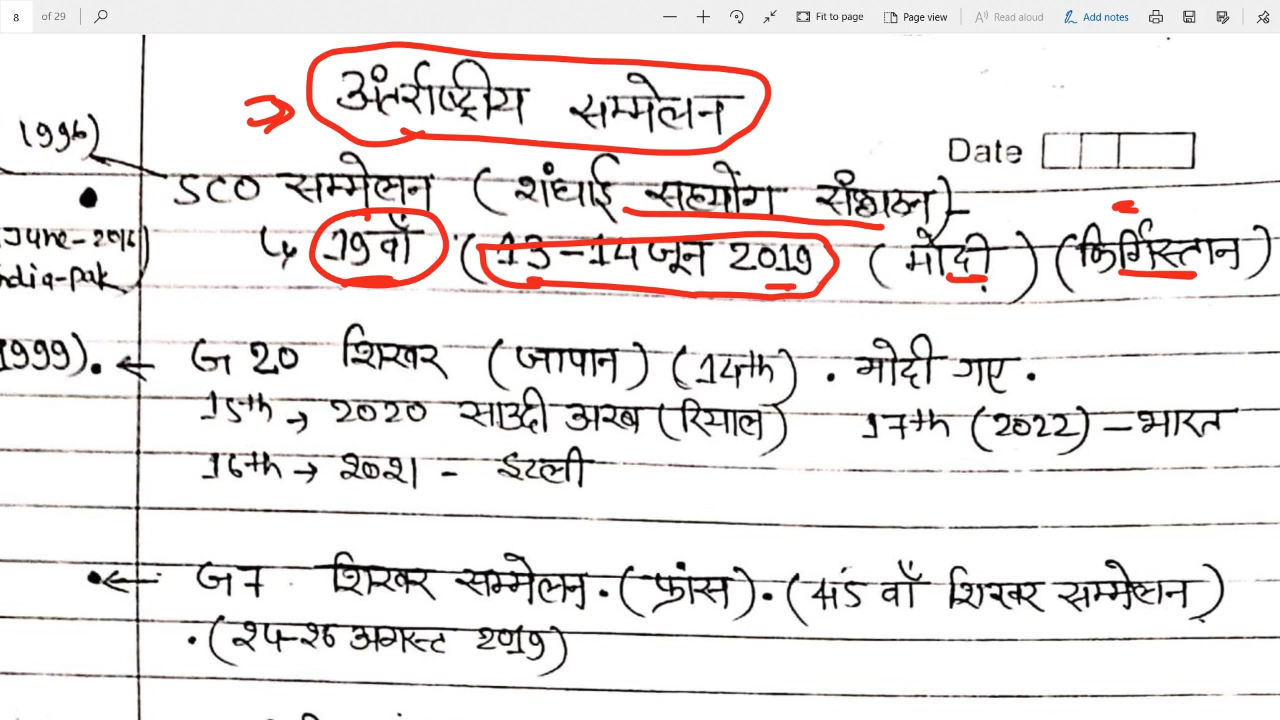 8 of 29 Fit to page Page view Read aloud Add notes
अंतर्राष्ट्रीय सम्मेलन
Date
1996)
SCO सम्मेलन ( शंघाई सहयोग संगठन)-
June-2016)
India-pak
↳ 19वाँ (13-14 जून 2019 ( मोदी ) (किर्गिस्तान)
1999). ← G 20 शिखर (जापान) (14th) . मोदी गए .
15th → 2020 साउदी अरब (रियाल) 17th (2022) - भारत
16th → 2021 - इटली
← G7 शिखर सम्मेलन . (फ्रांस) . (45 वाँ शिखर सम्मेलन)
. (24-26 अगस्त 2019)